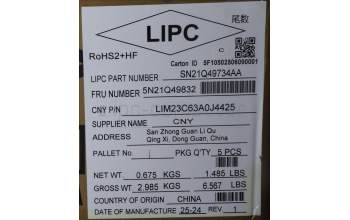 尾数
LIPC
RoHS2+HF
Carton ID SF10S02806090001
LIPC PART NUMBER SN21Q49734AA
FRU NUMBER 5N21Q49832
CNY P/N LIM23C63A0J4425
SUPPLIER NAME CNY
ADDRESS San Zhong Guan Li Qu
Qing Xi, Dong Guan, China
PALLET No PKG Q'TY 5 PCS
NET WT. 0.675 KGS 1.485 LBS
GROSS WT. 2.985 KGS 6.567 LBS
COUNTRY OF ORIGIN CHINA
DATE OF MANUFACTURE 25-24 REV.